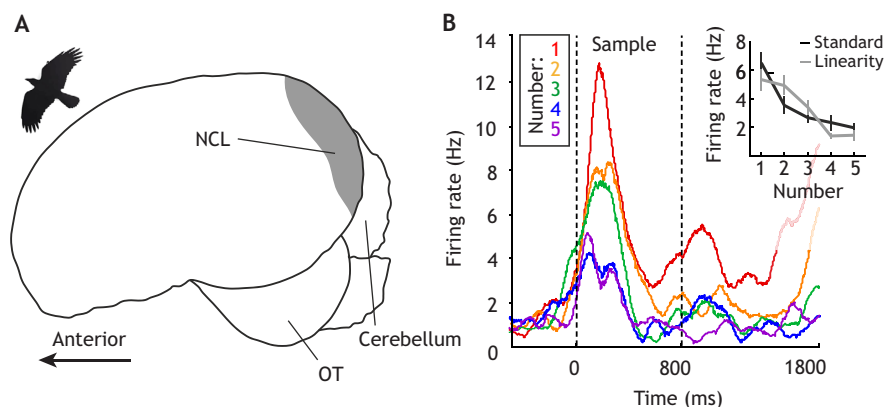 A
NCL
Anterior
Cerebellum
OT
B
Firing rate (Hz)
14
12
10
8
6
4
2
0
Number:
1
2
3
4
5
Sample
0
800
1800
Time (ms)
Firing rate (Hz)
8
6
4
2
Standard
Linearity
1 2 3 4 5
Number